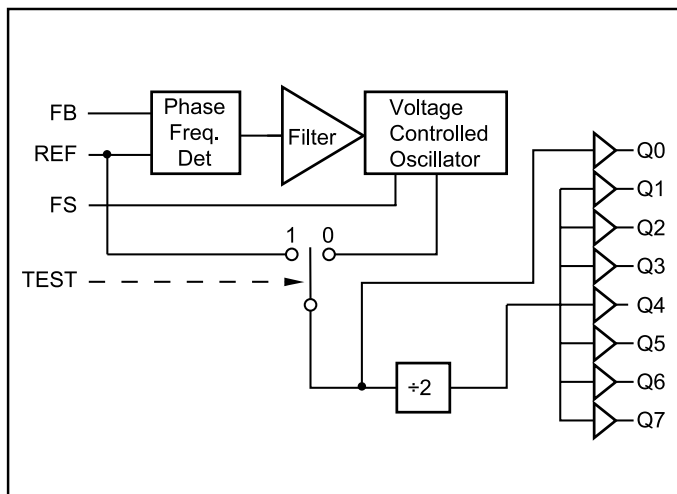 FB
REF
FS
TEST
Phase
Freq.
Det
Filter
Voltage
Controlled
Oscillator
1 0
÷2
Q0
Q1
Q2
Q3
Q4
Q5
Q6
Q7